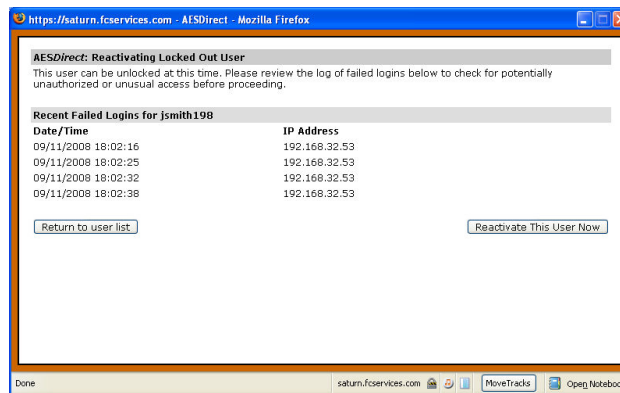 https://saturn.fcservices.com - AESDirect - Mozilla Firefox
AESDirect: Reactivating Locked Out User
This user can be unlocked at this time. Please review the log of failed logins below to check for potentially
unauthorized or unusual access before proceeding.
Recent Failed Logins for jsmith198
Date/Time IP Address
09/11/2008 18:02:16 192.168.32.53
09/11/2008 18:02:25 192.168.32.53
09/11/2008 18:02:32 192.168.32.53
09/11/2008 18:02:38 192.168.32.53
Return to user list Reactivate This User Now
Done saturn.fcservices.com MoveTracks Open Noteboo